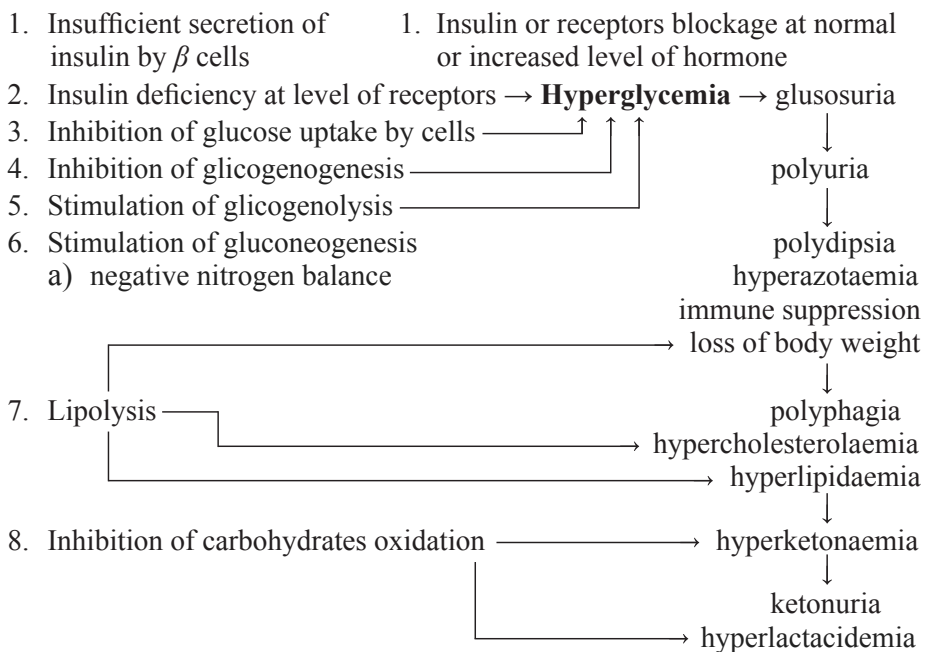 1. Insufficient secretion of insulin by β cells
1. Insulin or receptors blockage at normal or increased level of hormone
2. Insulin deficiency at level of receptors → Hyperglycemia → glusosuria
3. Inhibition of glucose uptake by cells
4. Inhibition of glicogenogenesis
polyuria
5. Stimulation of glicogenolysis
6. Stimulation of gluconeogenesis
a) negative nitrogen balance
polydipsia
hyperazotaemia
immune suppression
loss of body weight
7. Lipolysis
polyphagia
hypercholesterolaemia
hyperlipidaemia
8. Inhibition of carbohydrates oxidation
hyperketonaemia
ketonuria
hyperlactacidemia